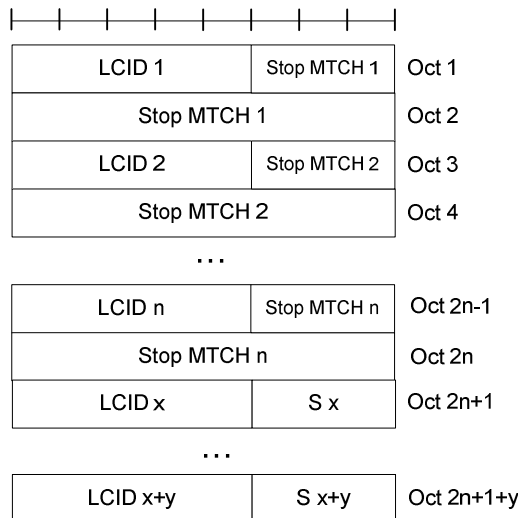 LCID 1 Stop MTCH 1 Oct 1
Stop MTCH 1 Oct 2
LCID 2 Stop MTCH 2 Oct 3
Stop MTCH 2 Oct 4
...
LCID n Stop MTCH n Oct 2n-1
Stop MTCH n Oct 2n
LCID x S x Oct 2n+1
...
LCID x+y S x+y Oct 2n+1+y